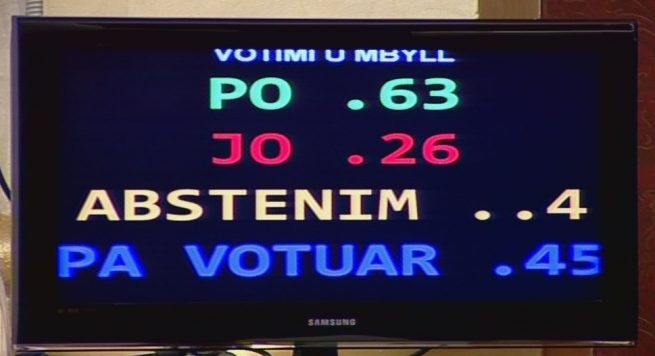 VOTIMI U MBYLL
PO .63
JO .26
ABSTENIM ..4
PA VOTUAR .45
SAMSUNG